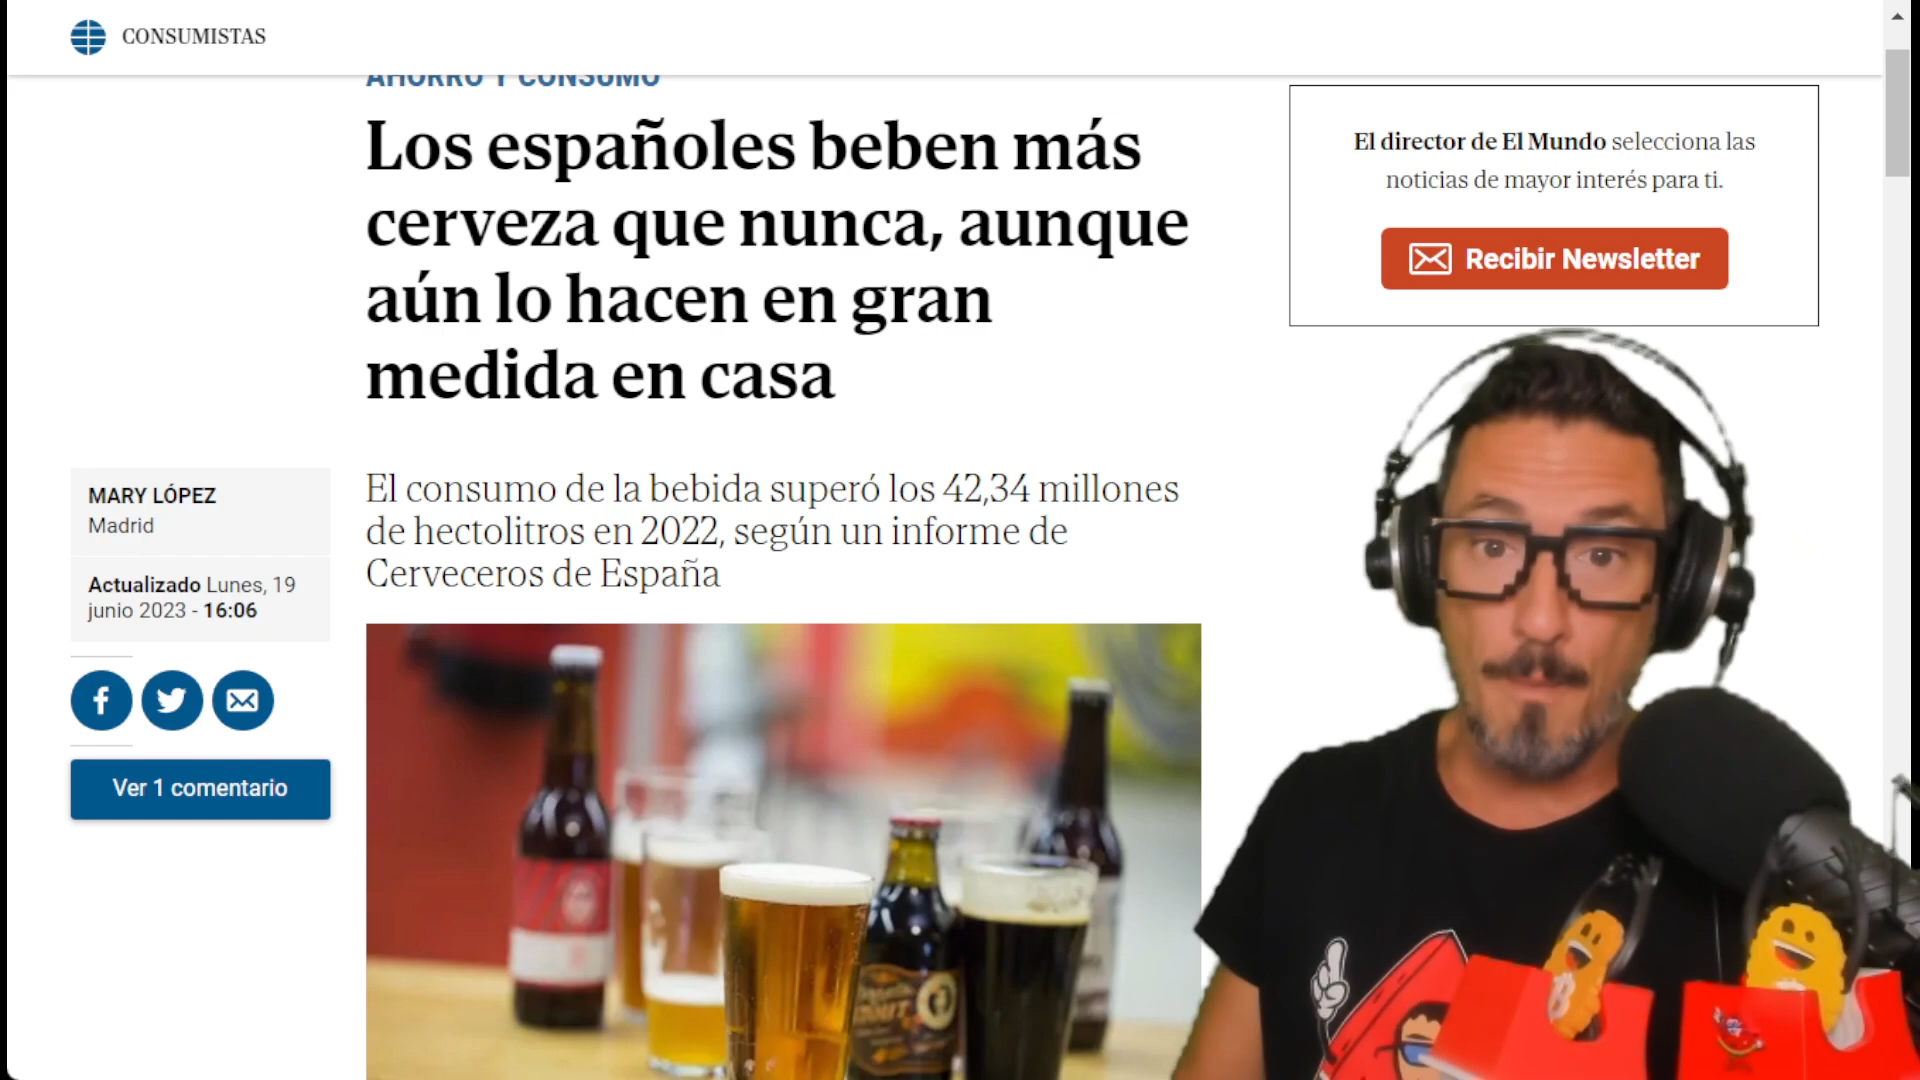 CONSUMISTAS
AHORRO Y CONSUMO
Los españoles beben más
cerveza que nunca, aunque
aún lo hacen en gran
medida en casa
El director de El Mundo selecciona las
noticias de mayor interés para ti.
Recibir Newsletter
MARY LÓPEZ
Madrid
Actualizado Lunes, 19
junio 2023 - 16:06
El consumo de la bebida superó los 42,34 millones
de hectolitros en 2022, según un informe de
Cerveceros de España
Ver 1 comentario